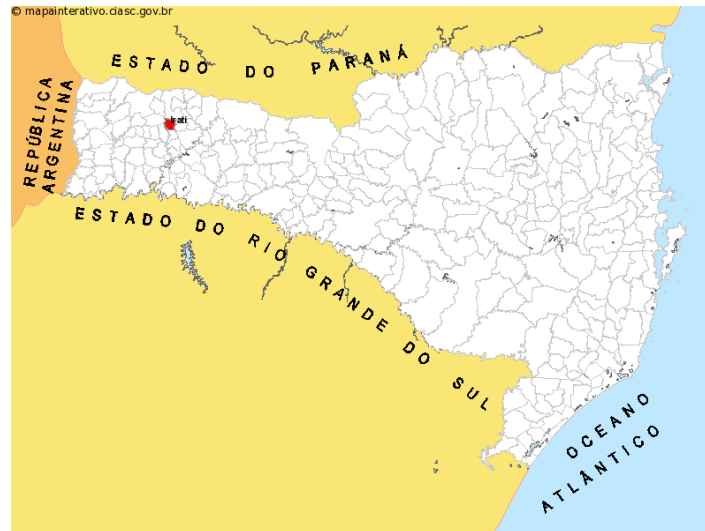 © mapainterativo.ciasc.gov.br
ESTADO DO PARANÁ
REPÚBLICA
ARGENTINA
Irati
ESTADO DO RIO GRANDE DO SUL
OCEANO
ATLÂNTICO